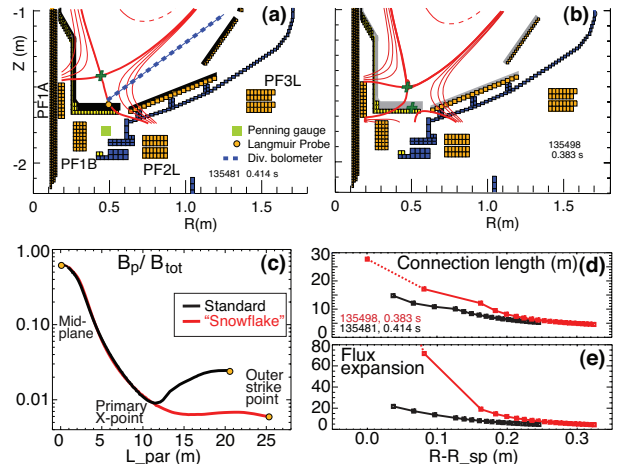 -1
(a)
(b)
Z (m)
PF1A
PF3L
-2
PF1B
PF2L
Penning gauge
Langmuir Probe
Div. bolometer
135481 0.414 s
135498
0.383 s
0 0.5 1.0 1.5
R(m)
0 0.5 1.0 1.5
R(m)
1.00
0.10
0.01
Bp/ Btot
(c)
Standard
"Snowflake"
Mid-
plane
Primary
X-point
Outer
strike
point
0 5 10 15 20 25
L_par (m)
30
20
10
0
Connection length (m)
(d)
135498, 0.383 s
135481, 0.414 s
80
60
40
20
Flux
expansion
(e)
0.0 0.1 0.2 0.3
R-R_sp (m)